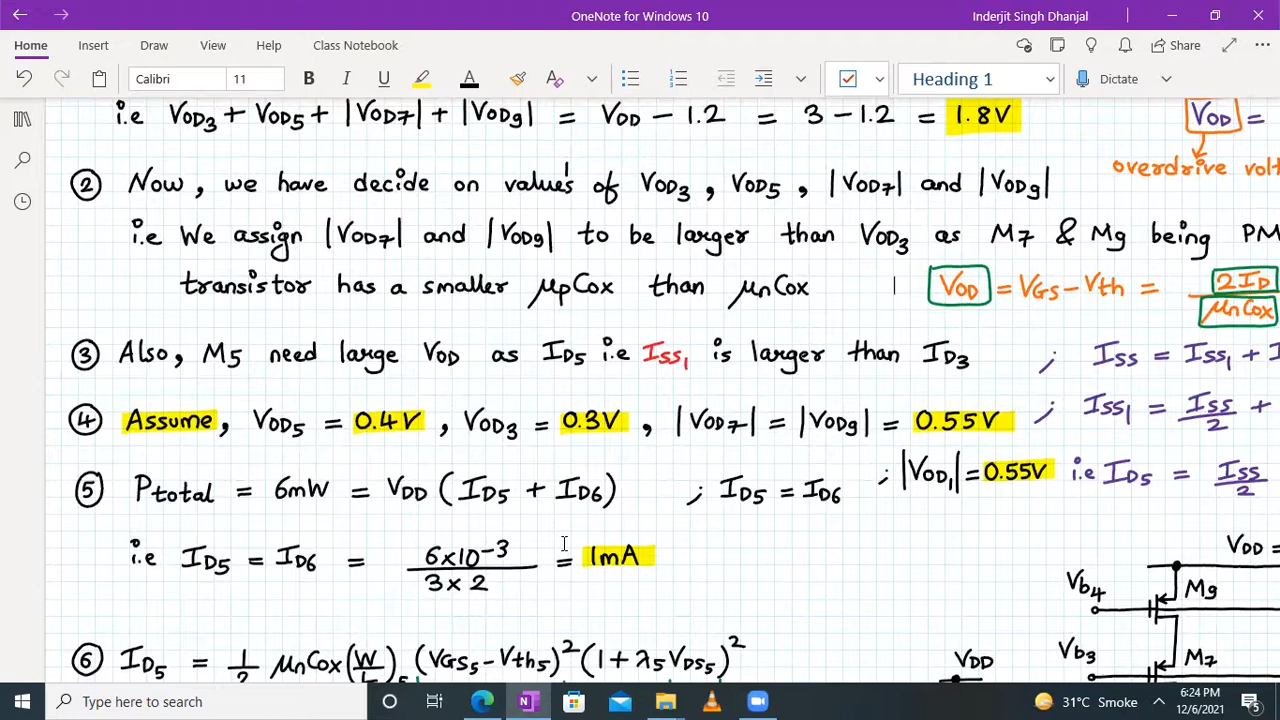 OneNote for Windows 10
Inderjit Singh Dhanjal
Home Insert Draw View Help Class Notebook
Share
Calibri 11 B I U A Heading 1 Dictate
i.e VOD3 + VOD5 + |VOD7| + |VOD9| = VDD - 1.2 = 3 - 1.2 = 1.8V
VOD =
overdrive volt
② Now, we have decide on values of VOD3, VOD5, |VOD7| and |VOD9|
i.e We assign |VOD7| and |VOD9| to be larger than VOD3 as M7 & M9 being PM
transistor has a smaller μpCox than μnCox
VOD = VGS - Vth = 2ID
μnCox
③ Also, M5 need large VOD as ID5 i.e ISS1 is larger than ID3 ; ISS = ISS1 + I
④ Assume, VOD5 = 0.4V, VOD3 = 0.3V, |VOD7| = |VOD9| = 0.55V ; ISS1 = ISS/2 +
; |VOD1| = 0.55V i.e ID5 = ISS/2
⑤ Ptotal = 6mW = VDD (ID5 + ID6) ; ID5 = ID6
i.e ID5 = ID6 = 6x10⁻³ / 3x2 = 1mA
VDD =
Vb4 M9
Vb3 M7
⑥ ID5 = 1/2 μnCox (W/L)5 (VGS5 - Vth5)² (1 + λ5 VDS5)²
VDD
Type here to search
31°C Smoke
6:24 PM
12/6/2021
5